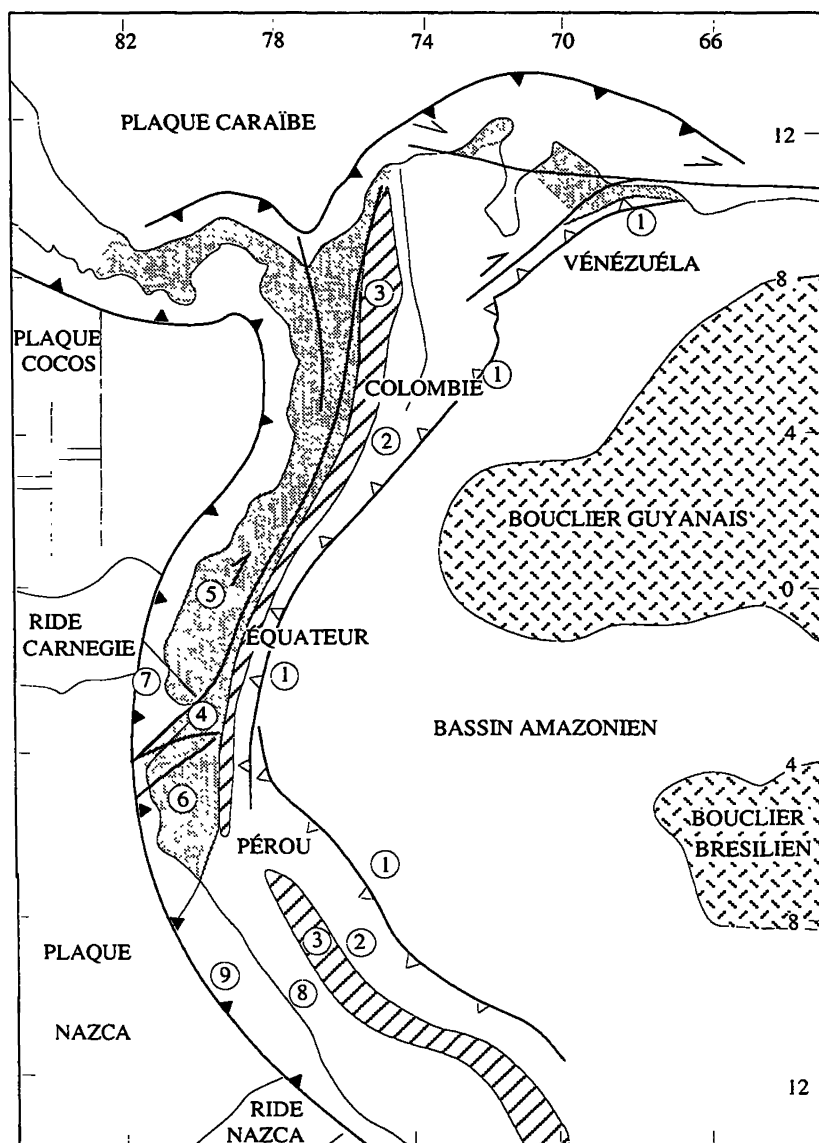 82 78 74 70 66
PLAQUE CARAÏBE
12
①
VÉNÉZUÉLA
8
③
PLAQUE
COCOS
①
COLOMBIE
②
4
BOUCLIER GUYANAIS
⑤
0
RIDE
CARNEGIE
ÉQUATEUR
①
⑦
④
BASSIN AMAZONIEN
4
⑥
BOUCLIER
BRESILIEN
PÉROU
①
8
③ ②
PLAQUE
⑨
⑧
NAZCA
12
RIDE
NAZCA